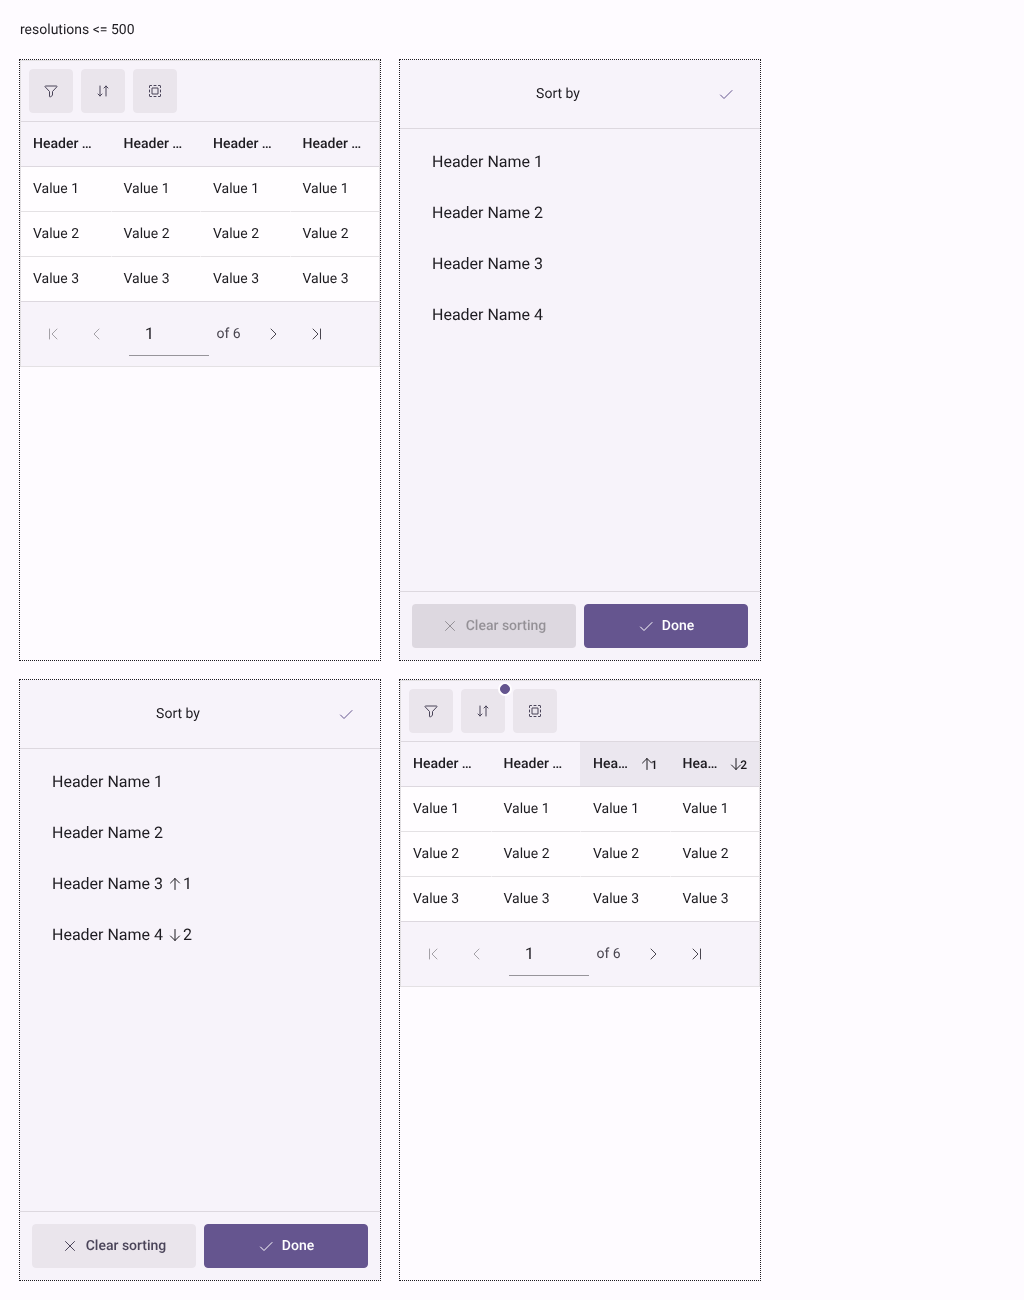 resolutions <= 500
Header ... Header ... Header ... Header ...
Value 1 Value 1 Value 1 Value 1
Value 2 Value 2 Value 2 Value 2
Value 3 Value 3 Value 3 Value 3
1 of 6
Sort by
Header Name 1
Header Name 2
Header Name 3
Header Name 4
Clear sorting Done
Sort by
Header Name 1
Header Name 2
Header Name 3 ↑1
Header Name 4 ↓2
Clear sorting Done
Header ... Header ... Hea... ↑1 Hea... ↓2
Value 1 Value 1 Value 1 Value 1
Value 2 Value 2 Value 2 Value 2
Value 3 Value 3 Value 3 Value 3
1 of 6